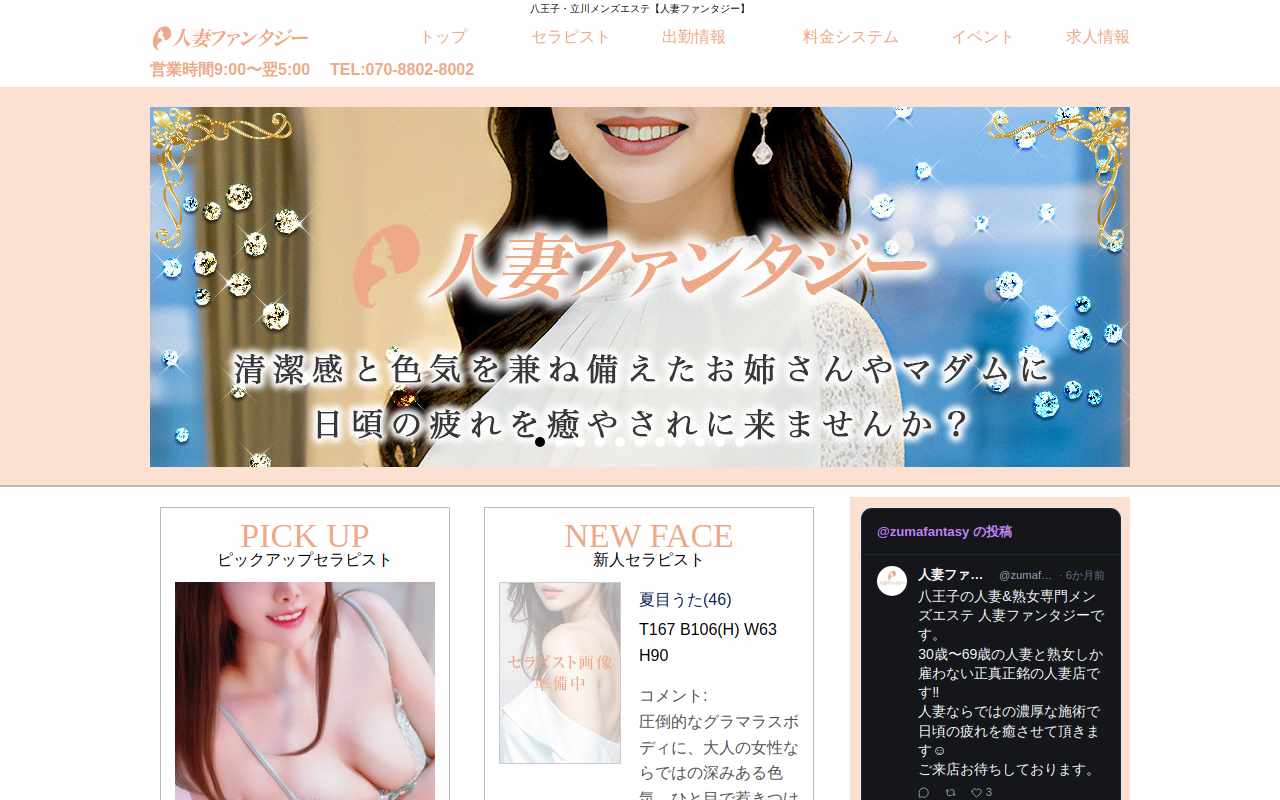 八王子・立川メンズエステ【人妻ファンタジー】
人妻ファンタジー
トップ
セラピスト
出勤情報
料金システム
イベント
求人情報
営業時間9:00〜翌5:00 TEL:070-8802-8002
人妻ファンタジー
清潔感と色気を兼ね備えたお姉さんやマダムに
日頃の疲れを癒やされに来ませんか？
PICK UP
ピックアップセラピスト
NEW FACE
新人セラピスト
セラピスト画像
準備中
夏目うた(46)
T167 B106(H) W63
H90
コメント:
圧倒的なグラマラスボ
ディに、大人の女性な
らではの深みある色
気。ひと目で惹きつけ
@zumafantasy の投稿
人妻ファ… @zumaf… · 6か月前
八王子の人妻&熟女専門メン
ズエステ 人妻ファンタジーで
す。
30歳〜69歳の人妻と熟女しか
雇わない正真正銘の人妻店で
す‼
人妻ならではの濃厚な施術で
日頃の疲れを癒させて頂きま
す☺
ご来店お待ちしております。
3